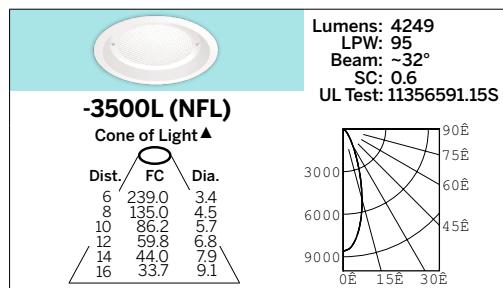 -3500L (NFL)
Cone of Light▲
Dist. FC Dia.
6 239.0 3.4
8 135.0 4.5
10 86.2 5.7
12 59.8 6.8
14 44.0 7.9
16 33.7 9.1
Lumens: 4249
LPW: 95
Beam: ~32°
SC: 0.6
UL Test: 11356591.15S
90Ê
75Ê
3000
60Ê
6000
45Ê
9000
0Ê 15Ê 30Ê